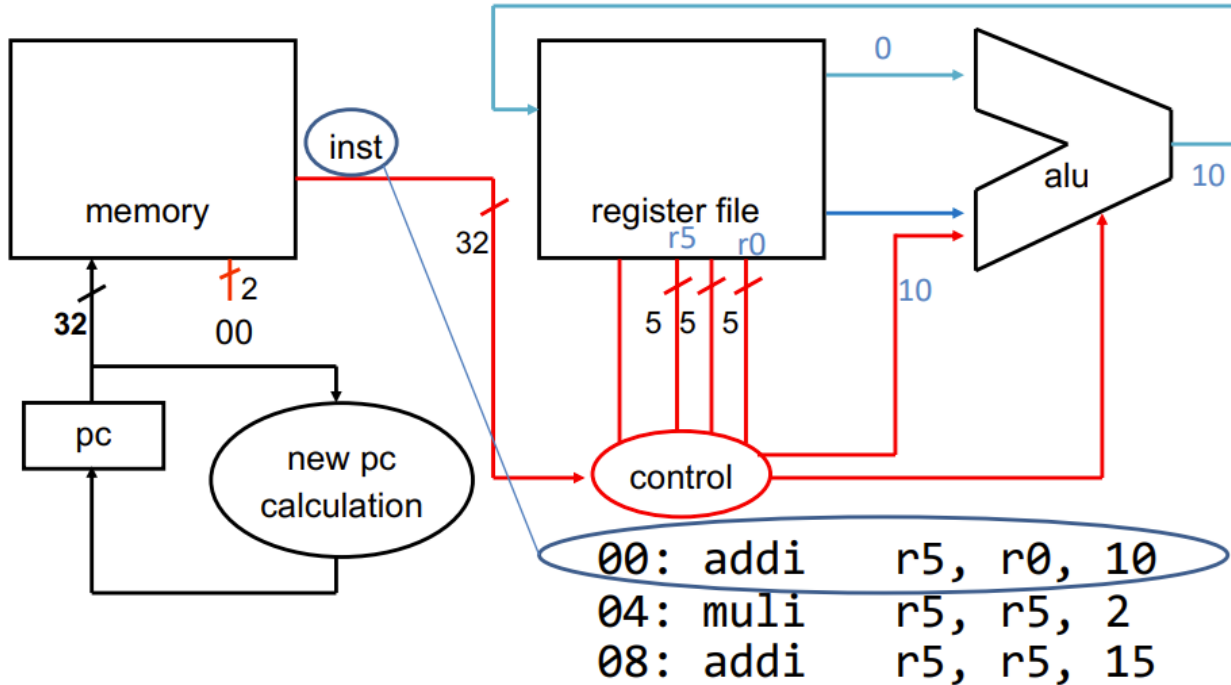 0
inst
10
alu
memory
register file
r5
r0
32
2
10
32
00
5
5
5
pc
new pc
calculation
control
00: addi r5, r0, 10
04: muli r5, r5, 2
08: addi r5, r5, 15